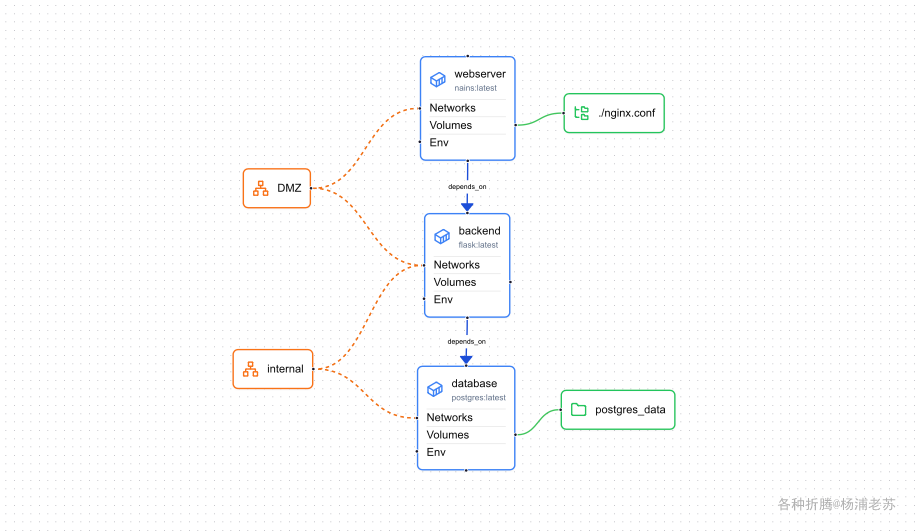 webserver
nains:latest
Networks
Volumes
Env
./nginx.conf
depends_on
DMZ
backend
flask:latest
Networks
Volumes
Env
depends_on
internal
database
postgres:latest
Networks
Volumes
Env
postgres_data
各种折腾@杨浦老苏